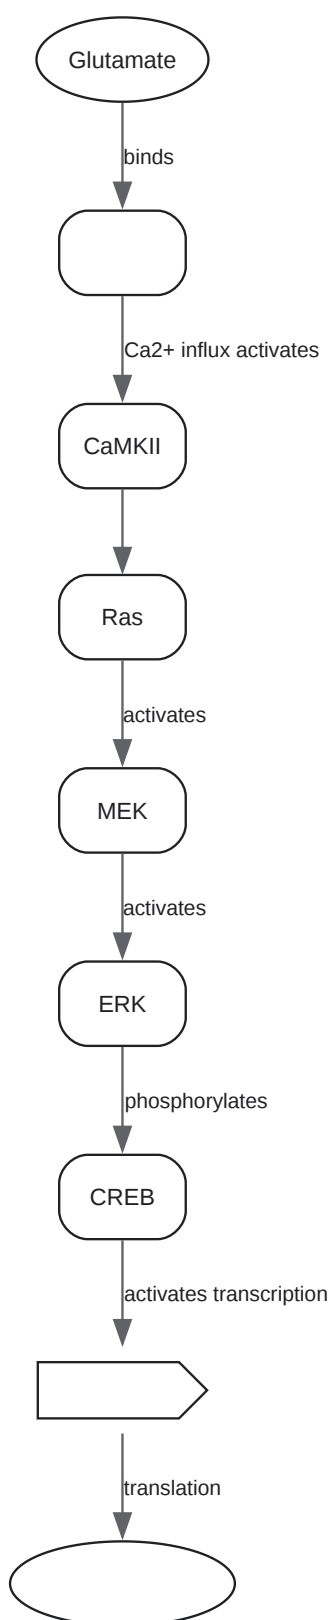 Glutamate
binds
Ca2+ influx activates
CaMKII
Ras
activates
MEK
activates
ERK
phosphorylates
CREB
activates transcription
translation